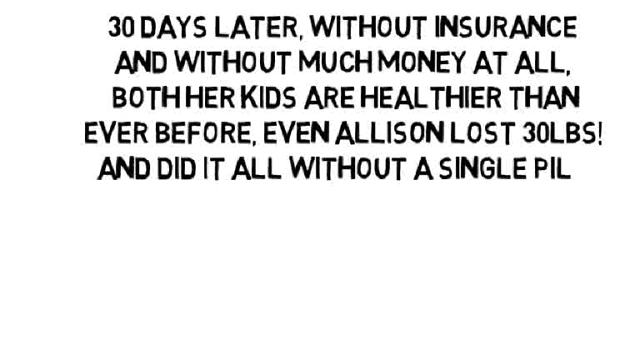 30 DAYS LATER, WITHOUT INSURANCE
AND WITHOUT MUCH MONEY AT ALL,
BOTH HER KIDS ARE HEALTHIER THAN
EVER BEFORE, EVEN ALLISON LOST 30LBS!
AND DID IT ALL WITHOUT A SINGLE PIL